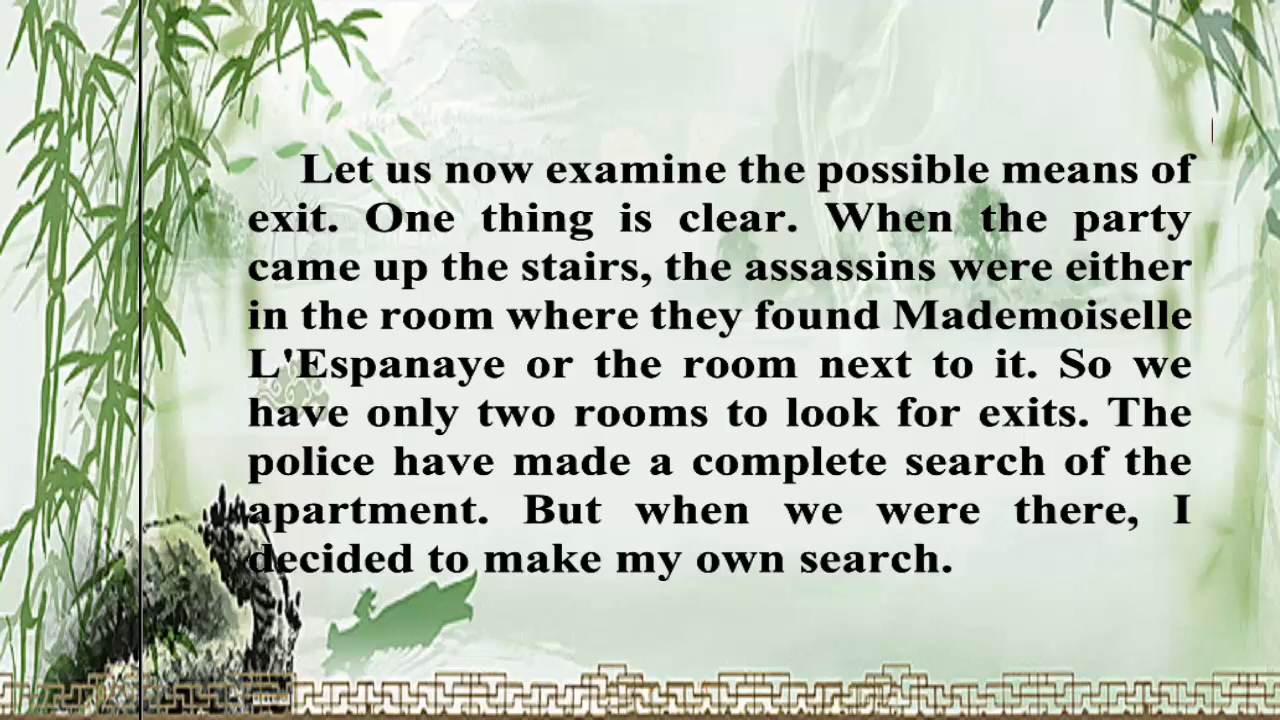 Let us now examine the possible means of
exit. One thing is clear. When the party
came up the stairs, the assassins were either
in the room where they found Mademoiselle
L'Espanaye or the room next to it. So we
have only two rooms to look for exits. The
police have made a complete search of the
apartment. But when we were there, I
decided to make my own search.